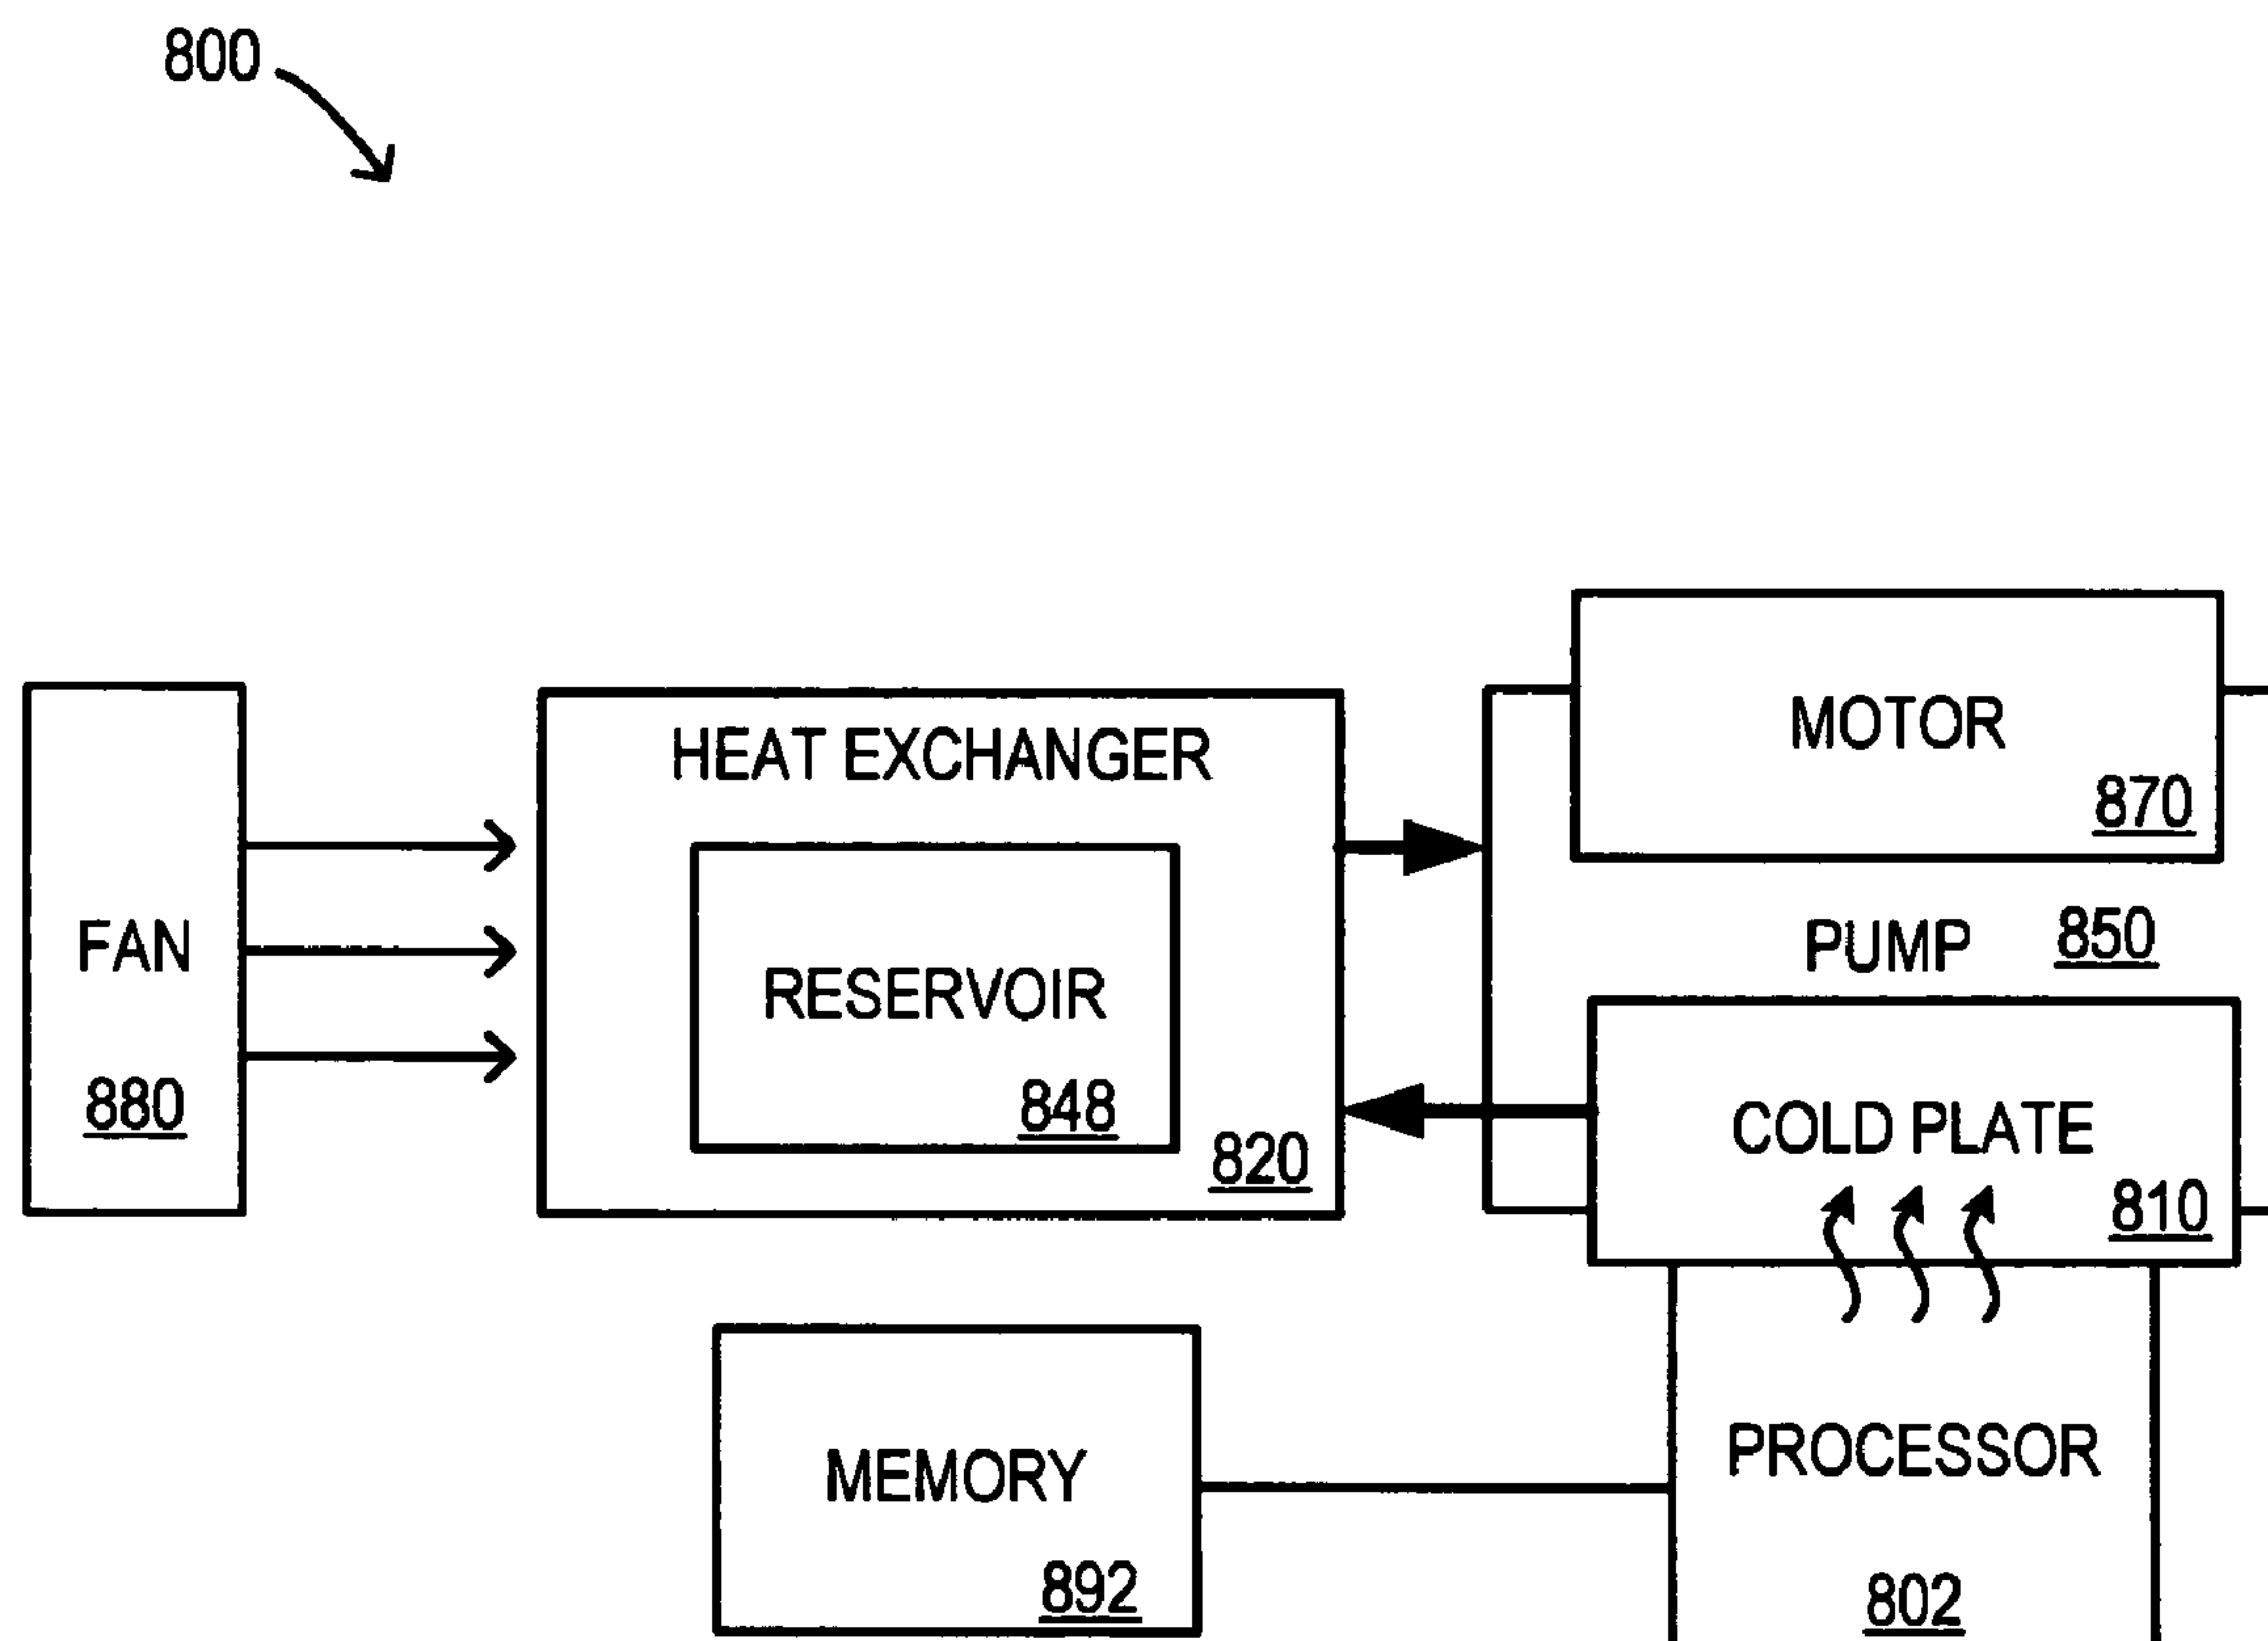 800
MOTOR
870
HEAT EXCHANGER
FAN
880
RESERVOIR
848
820
PUMP 850
COLD PLATE
810
MEMORY
892
PROCESSOR
802